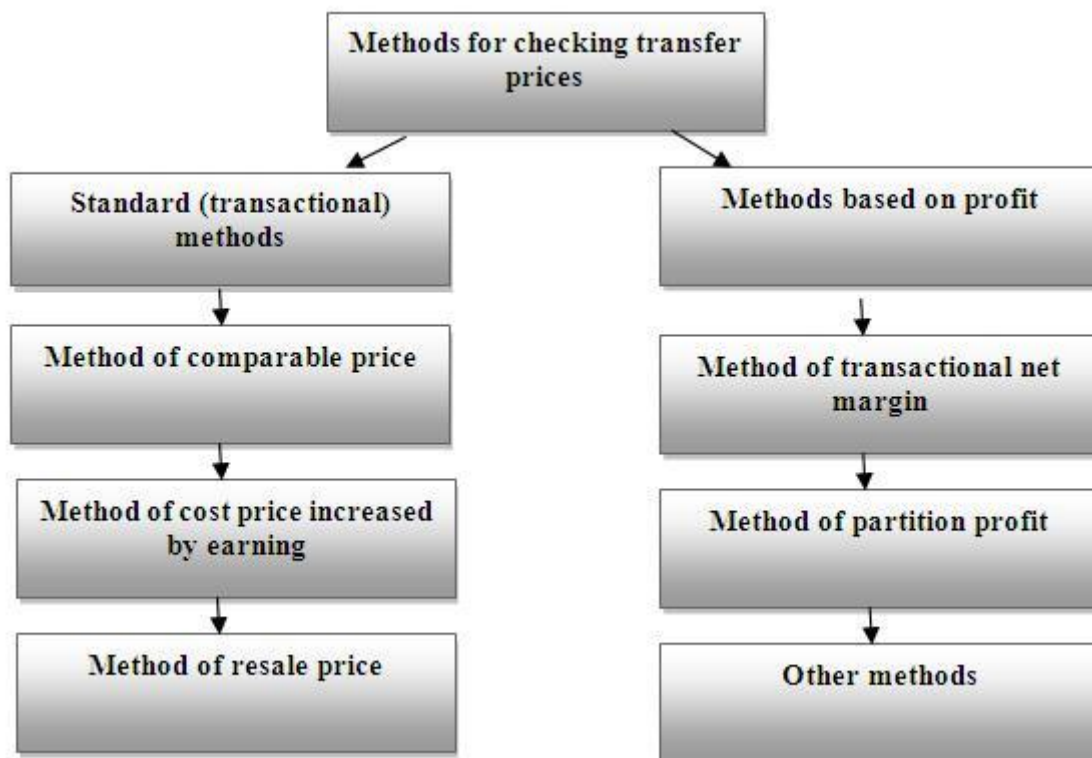 Methods for checking transfer
prices
Standard (transactional)
methods
Methods based on profit
Method of comparable price
Method of transactional net
margin
Method of cost price increased
by earning
Method of partition profit
Method of resale price
Other methods